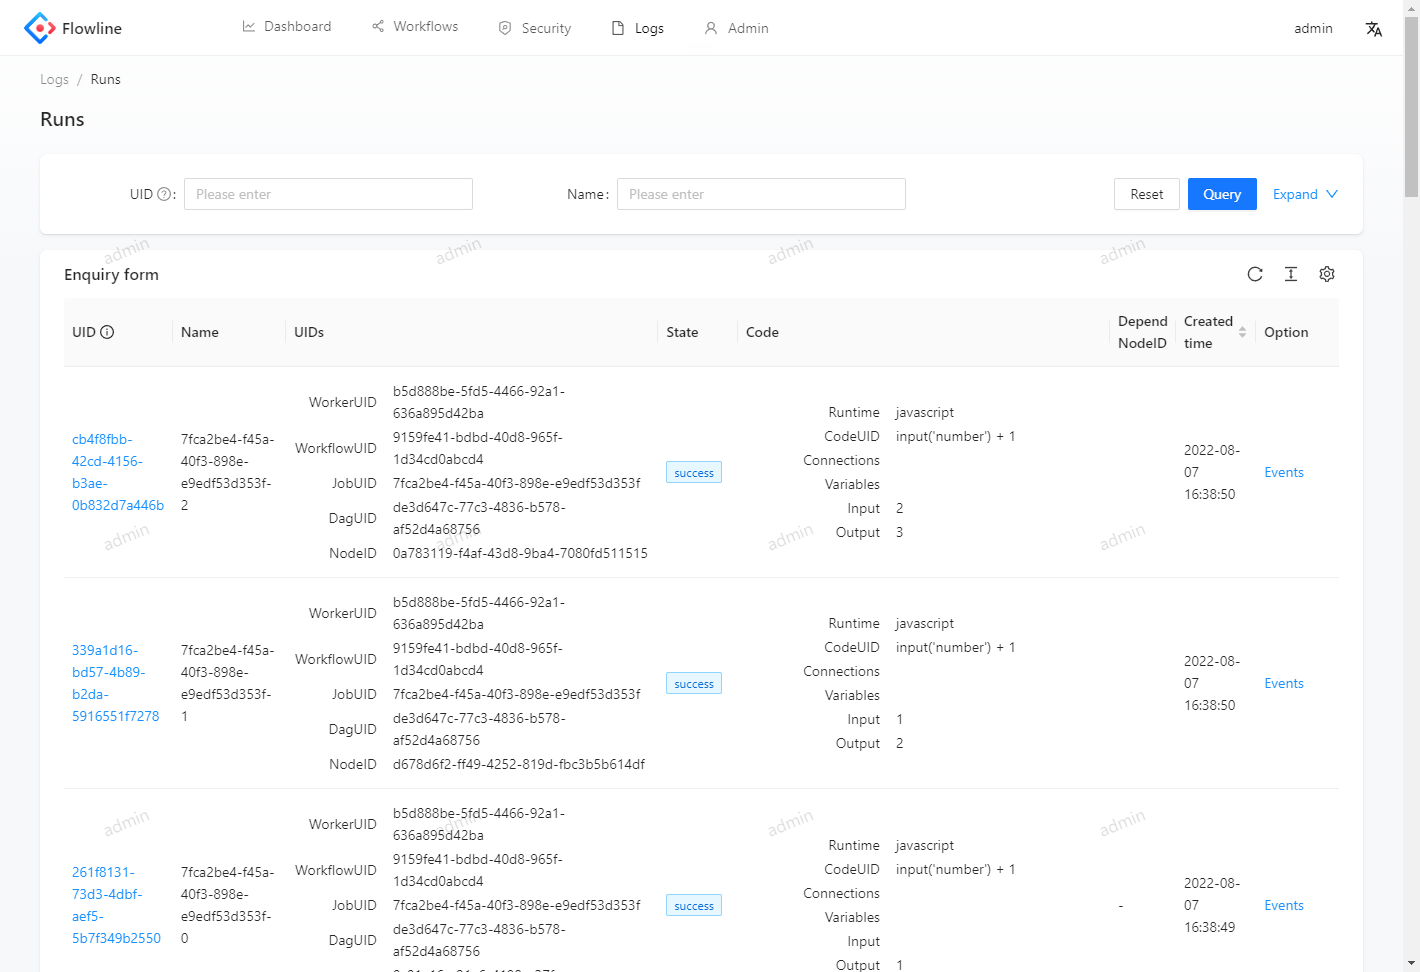 Flowline
Dashboard
Workflows
Security
Logs
Admin
admin
Logs / Runs
Runs
UID : Please enter
Name : Please enter
Reset
Query
Expand
admin admin admin admin
Enquiry form
UID Name UIDs State Code Depend NodeID Created time Option
cb4f8fbb-
42cd-4156-
b3ae-
0b832d7a446b
7fca2be4-f45a-
40f3-898e-
e9edf53d353f-
2
WorkerUID b5d888be-5fd5-4466-92a1-
636a895d42ba
WorkflowUID 9159fe41-bdbd-40d8-965f-
1d34cd0abcd4
JobUID 7fca2be4-f45a-40f3-898e-e9edf53d353f
DagUID de3d647c-77c3-4836-b578-
af52d4a68756
NodeID 0a783119-f4af-43d8-9ba4-7080fd511515
success
Runtime javascript
CodeUID input('number') + 1
Connections
Variables
Input 2
Output 3
2022-08-
07
16:38:50
Events
admin admin admin admin
339a1d16-
bd57-4b89-
b2da-
5916551f7278
7fca2be4-f45a-
40f3-898e-
e9edf53d353f-
1
WorkerUID b5d888be-5fd5-4466-92a1-
636a895d42ba
WorkflowUID 9159fe41-bdbd-40d8-965f-
1d34cd0abcd4
JobUID 7fca2be4-f45a-40f3-898e-e9edf53d353f
DagUID de3d647c-77c3-4836-b578-
af52d4a68756
NodeID d678d6f2-ff49-4252-819d-fbc3b5b614df
success
Runtime javascript
CodeUID input('number') + 1
Connections
Variables
Input 1
Output 2
2022-08-
07
16:38:50
Events
admin admin admin admin
261f8131-
73d3-4dbf-
aef5-
5b7f349b2550
7fca2be4-f45a-
40f3-898e-
e9edf53d353f-
0
WorkerUID b5d888be-5fd5-4466-92a1-
636a895d42ba
WorkflowUID 9159fe41-bdbd-40d8-965f-
1d34cd0abcd4
JobUID 7fca2be4-f45a-40f3-898e-e9edf53d353f
DagUID de3d647c-77c3-4836-b578-
af52d4a68756
success
Runtime javascript
CodeUID input('number') + 1
Connections
Variables
Input
Output 1
-
2022-08-
07
16:38:49
Events